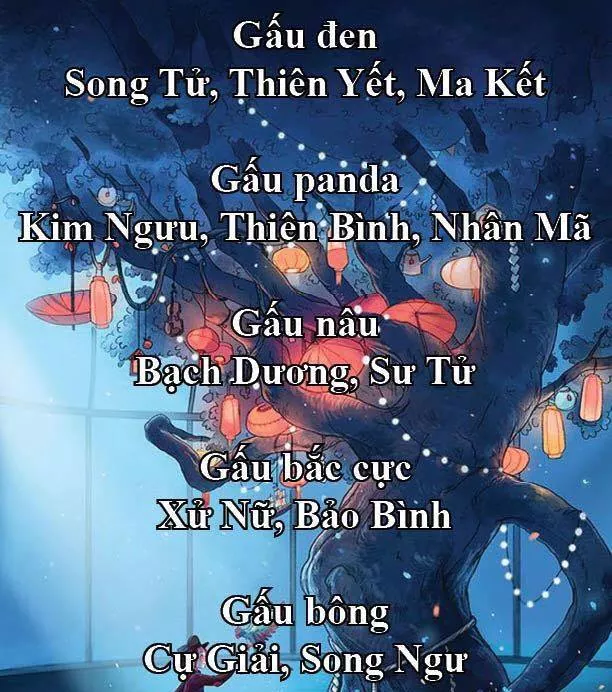 Gấu đen
Song Tử, Thiên Yết, Ma Kết
Gấu panda
Kim Ngưu, Thiên Bình, Nhân Mã
Gấu nâu
Bạch Dương, Sư Tử
Gấu bắc cực
Xử Nữ, Bảo Bình
Gấu bông
Cự Giải, Song Ngư